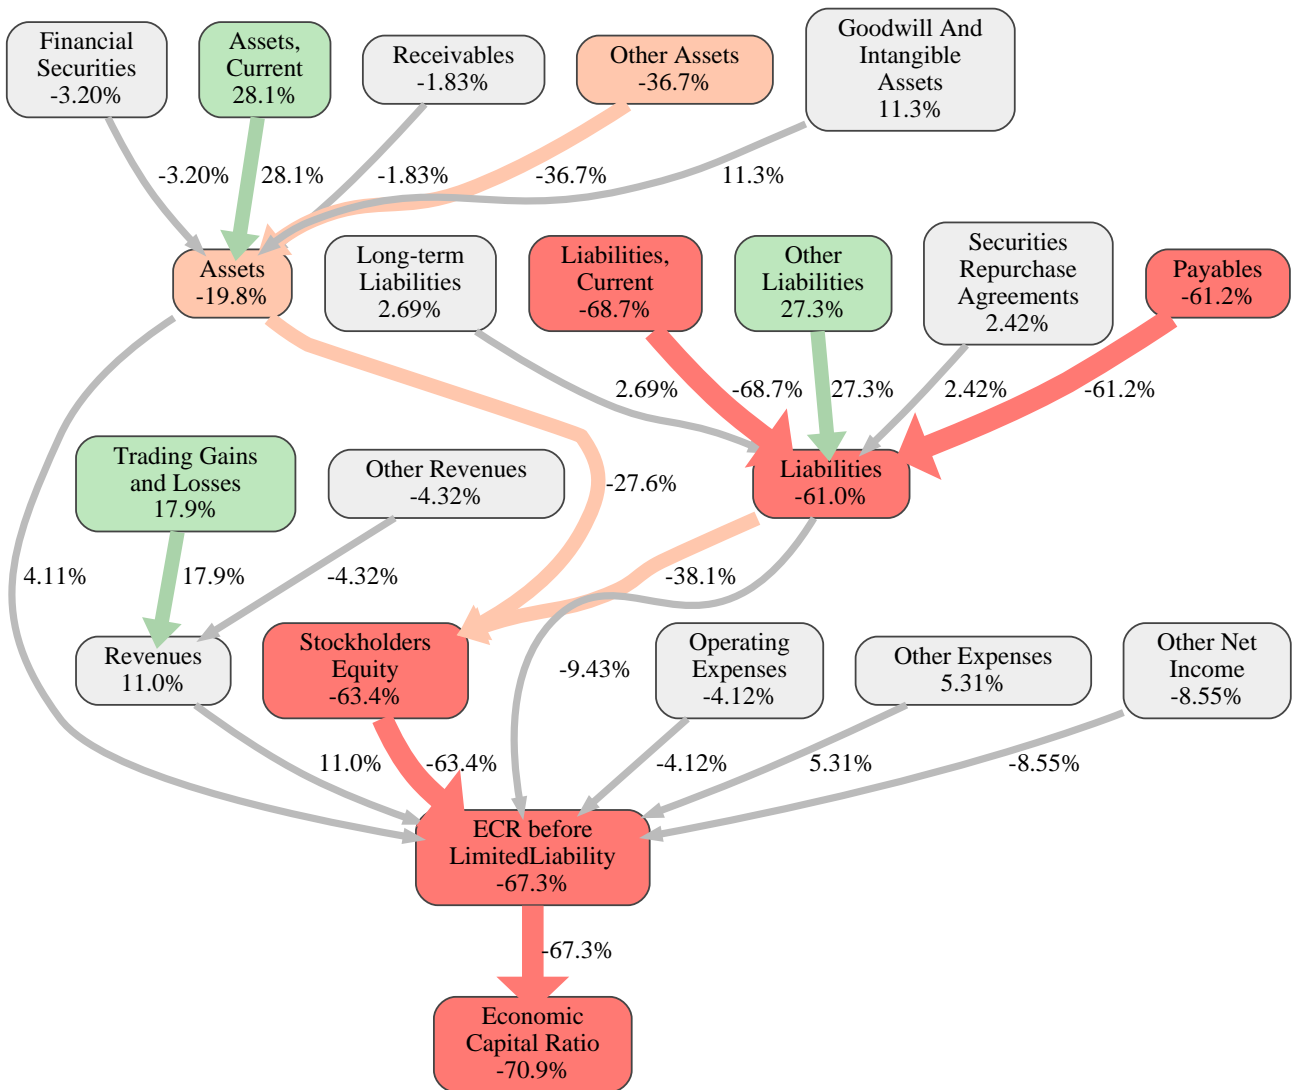 Financial
Securities
-3.20%
Assets,
Current
28.1%
Receivables
-1.83%
Other Assets
-36.7%
Goodwill And
Intangible
Assets
11.3%
-3.20%
28.1%
-1.83%
-36.7%
11.3%
Assets
-19.8%
Long-term
Liabilities
2.69%
Liabilities,
Current
-68.7%
Other
Liabilities
27.3%
Securities
Repurchase
Agreements
2.42%
Payables
-61.2%
2.69%
-68.7%
27.3%
2.42%
-61.2%
Trading Gains
and Losses
17.9%
Other Revenues
-4.32%
-27.6%
Liabilities
-61.0%
4.11%
17.9%
-4.32%
-38.1%
Revenues
11.0%
Stockholders
Equity
-63.4%
-9.43%
Operating
Expenses
-4.12%
Other Expenses
5.31%
Other Net
Income
-8.55%
11.0%
-63.4%
-4.12%
5.31%
-8.55%
ECR before
LimitedLiability
-67.3%
-67.3%
Economic
Capital Ratio
-70.9%